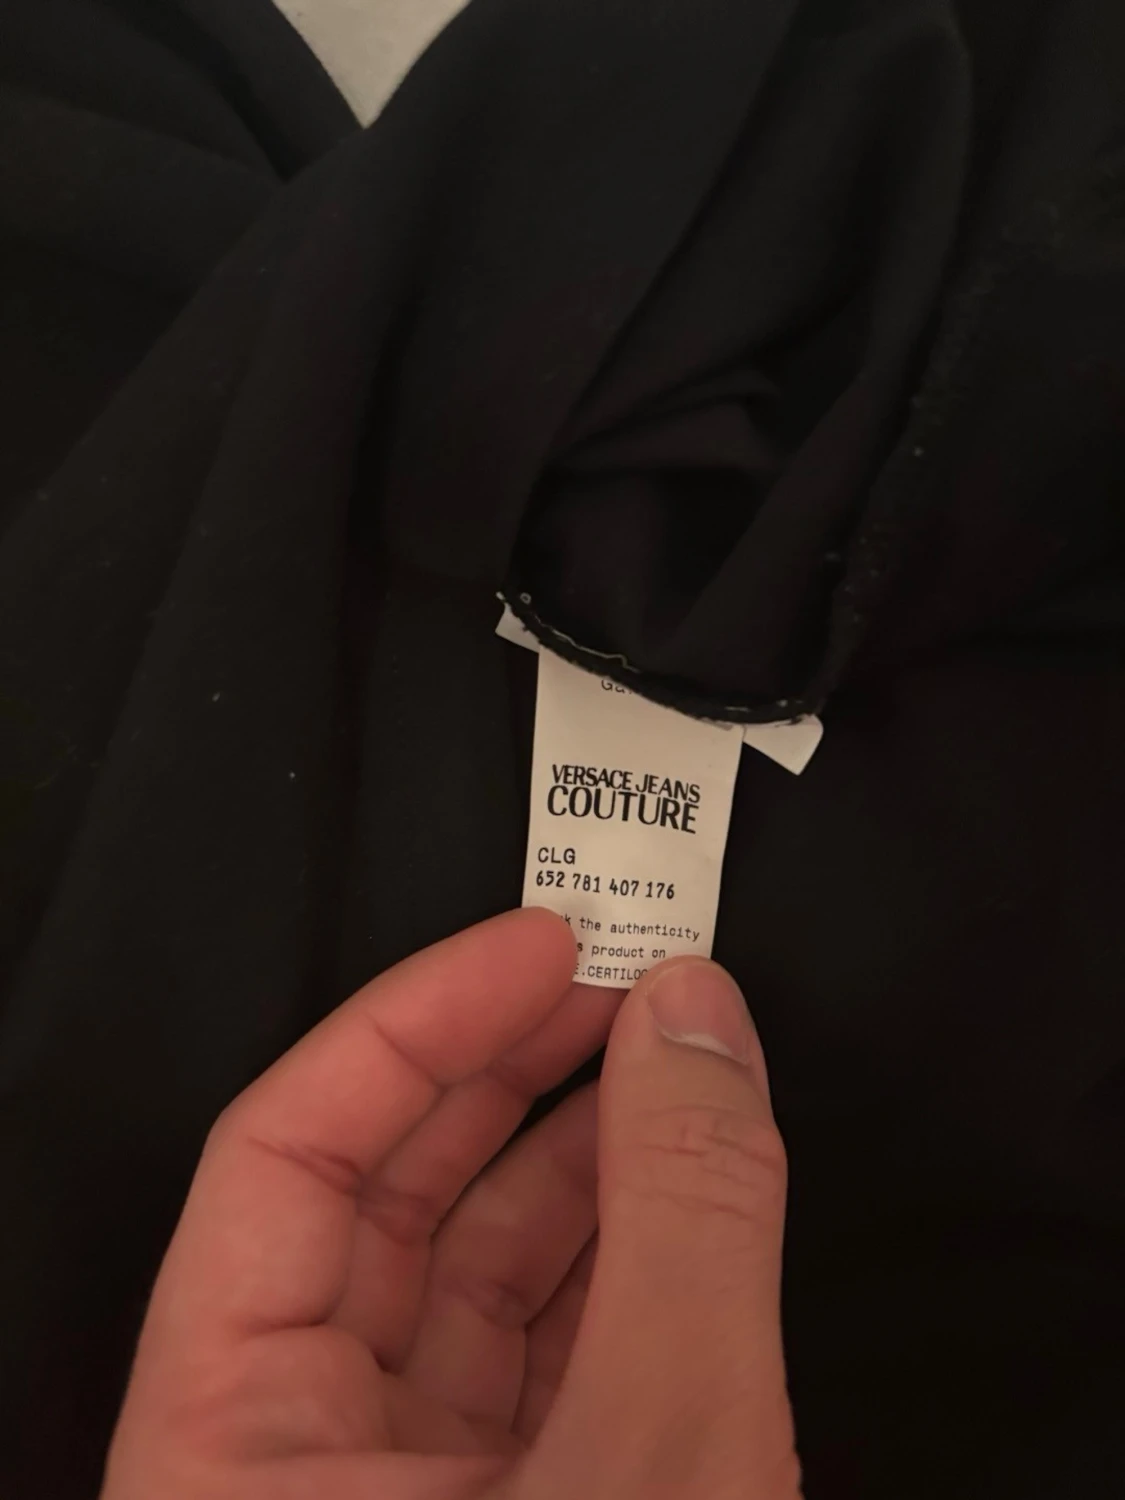 VERSACE JEANS
COUTURE
CLG
652 781 407 176
the authenticity
product on